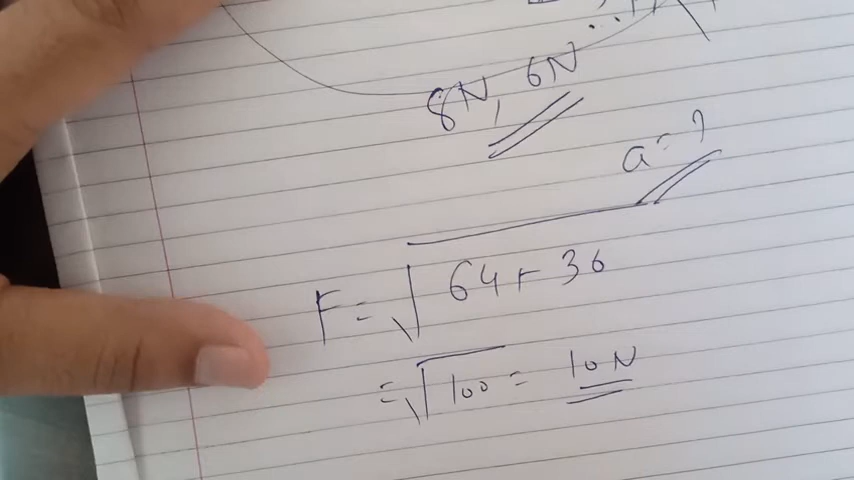 8N, 6N
a = ?
F = √64 + 36
= √100 = 10N